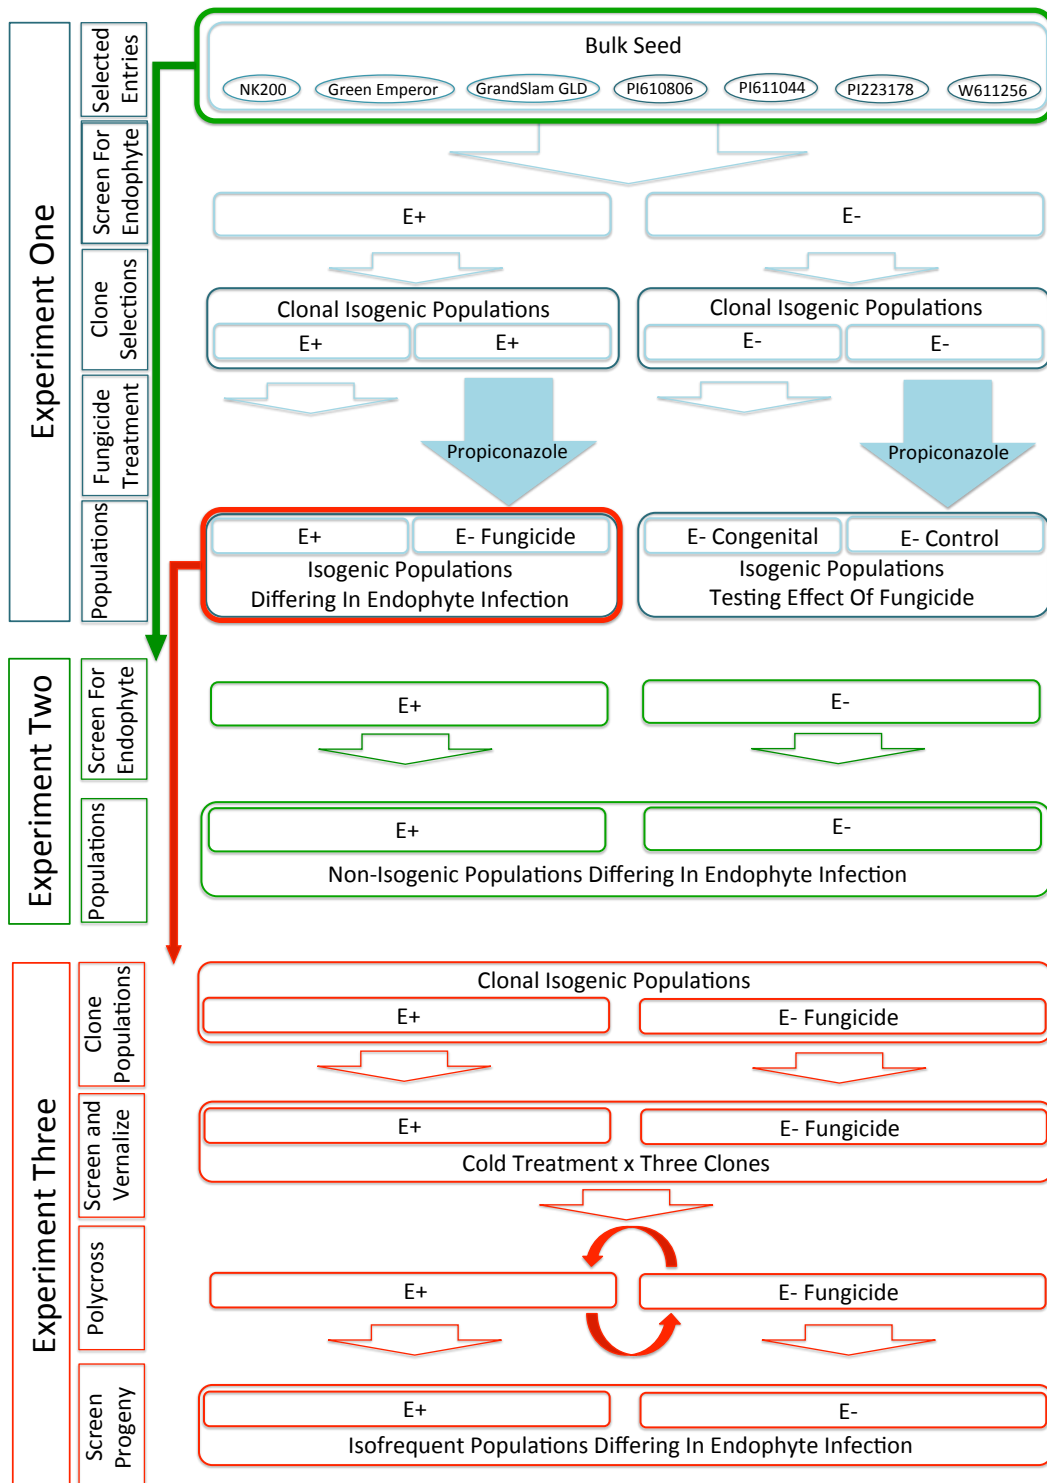 Experiment One
Selected
Entries
Bulk Seed
NK200
Green Emperor
GrandSlam GLD
PI610806
PI611044
PI223178
W611256
Screen For
Endophyte
E+
E-
Clone
Selections
Clonal Isogenic Populations
E+
E+
Clonal Isogenic Populations
E-
E-
Fungicide
Treatment
Propiconazole
Propiconazole
Populations
E+
E- Fungicide
Isogenic Populations
Differing In Endophyte Infection
E- Congenital
E- Control
Isogenic Populations
Testing Effect Of Fungicide
Experiment Two
Screen For
Endophyte
E+
E-
Populations
E+
E-
Non-Isogenic Populations Differing In Endophyte Infection
Experiment Three
Clone
Populations
Clonal Isogenic Populations
E+
E- Fungicide
Screen and
Vernalize
E+
E- Fungicide
Cold Treatment x Three Clones
Polycross
E+
E- Fungicide
Screen
Progeny
E+
E-
Isofrequent Populations Differing In Endophyte Infection